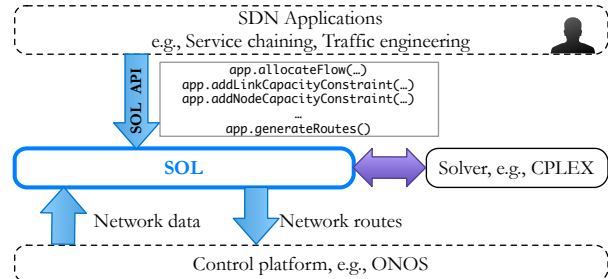 SDN Applications
e.g., Service chaining, Traffic engineering
SOL API
app.allocateFlow(…)
app.addLinkCapacityConstraint(…)
app.addNodeCapacityConstraint(…)
…
app.generateRoutes()
SOL
Solver, e.g., CPLEX
Network data
Network routes
Control platform, e.g., ONOS